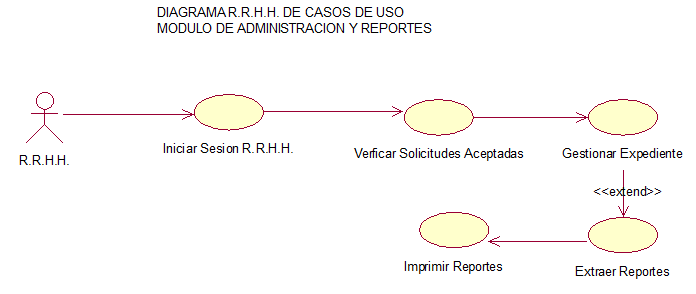 DIAGRAMA R.R.H.H. DE CASOS DE USO
MODULO DE ADMINISTRACION Y REPORTES
R.R.H.H.
Iniciar Sesion R.R.H.H.
Verficar Solicitudes Aceptadas
Gestionar Expediente
<<extend>>
Imprimir Reportes
Extraer Reportes